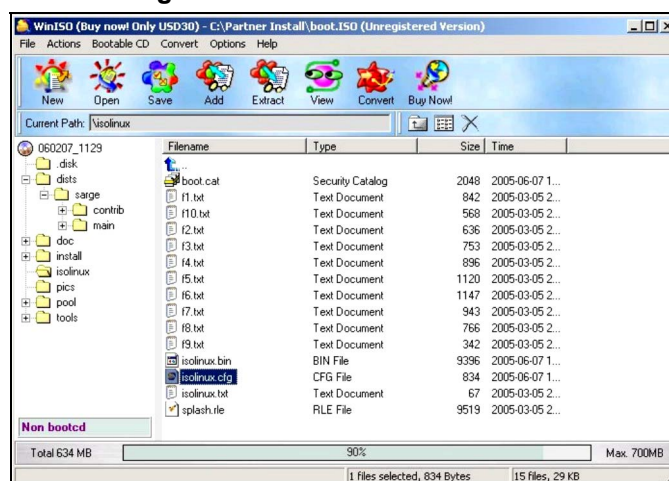 WinISO (Buy now! Only USD30) - C:\Partner Install\boot.ISO (Unregistered Version)
File Actions Bootable CD Convert Options Help
New Open Save Add Extract View Convert Buy Now!
Current Path: \isolinux
060207_1129
.disk
dists
sarge
contrib
main
doc
install
isolinux
pics
pool
tools
Non bootcd
Filename Type Size Time
..
boot.cat Security Catalog 2048 2005-06-07 1...
f1.txt Text Document 842 2005-03-05 2...
f10.txt Text Document 568 2005-03-05 2...
f2.txt Text Document 636 2005-03-05 2...
f3.txt Text Document 753 2005-03-05 2...
f4.txt Text Document 896 2005-03-05 2...
f5.txt Text Document 1120 2005-03-05 2...
f6.txt Text Document 1147 2005-03-05 2...
f7.txt Text Document 943 2005-03-05 2...
f8.txt Text Document 766 2005-03-05 2...
f9.txt Text Document 342 2005-03-05 2...
isolinux.bin BIN File 9396 2005-06-07 1...
isolinux.cfg CFG File 834 2005-06-07 1...
isolinux.txt Text Document 67 2005-03-05 2...
splash.rle RLE File 9519 2005-03-05 2...
Total 634 MB 90% Max. 700MB
1 files selected, 834 Bytes 15 files, 29 KB